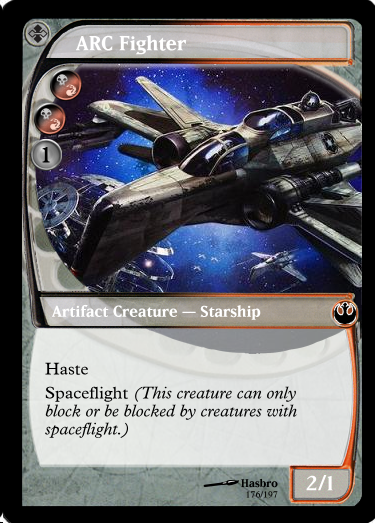 ARC Fighter
1
Artifact Creature — Starship
Haste
Spaceflight (This creature can only
block or be blocked by creatures with
spaceflight.)
Hasbro
2/1
176/197